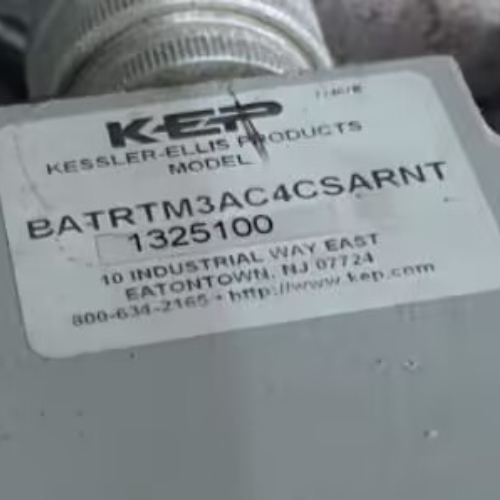 KEP
KESSLER-ELLIS PRODUCTS
MODEL
BATRTM3AC4CSARNT
1325100
10 INDUSTRIAL WAY EAST
EATONTOWN, NJ 07724
800-634-2165 • http://www.kep.com